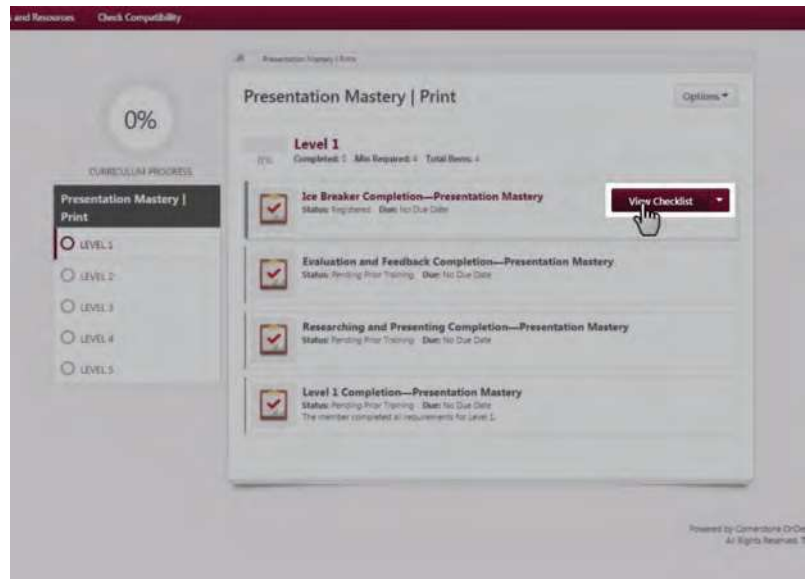 and Resources Check Compatibility
Presentation Mastery | Print
Presentation Mastery | Print
Options
0%
CURRICULUM PROGRESS
Presentation Mastery |
Print
LEVEL 1
LEVEL 2
LEVEL 3
LEVEL 4
LEVEL 5
0%
Level 1
Completed: 0 Min Required: 4 Total Items: 4
Ice Breaker Completion—Presentation Mastery
Status: Registered Due: No Due Date
View Checklist
Evaluation and Feedback Completion—Presentation Mastery
Status: Pending Prior Training Due: No Due Date
Researching and Presenting Completion—Presentation Mastery
Status: Pending Prior Training Due: No Due Date
Level 1 Completion—Presentation Mastery
Status: Pending Prior Training Due: No Due Date
The member completed all requirements for Level 1.
Powered by Cornerstone OnDe
All Rights Reserved. T